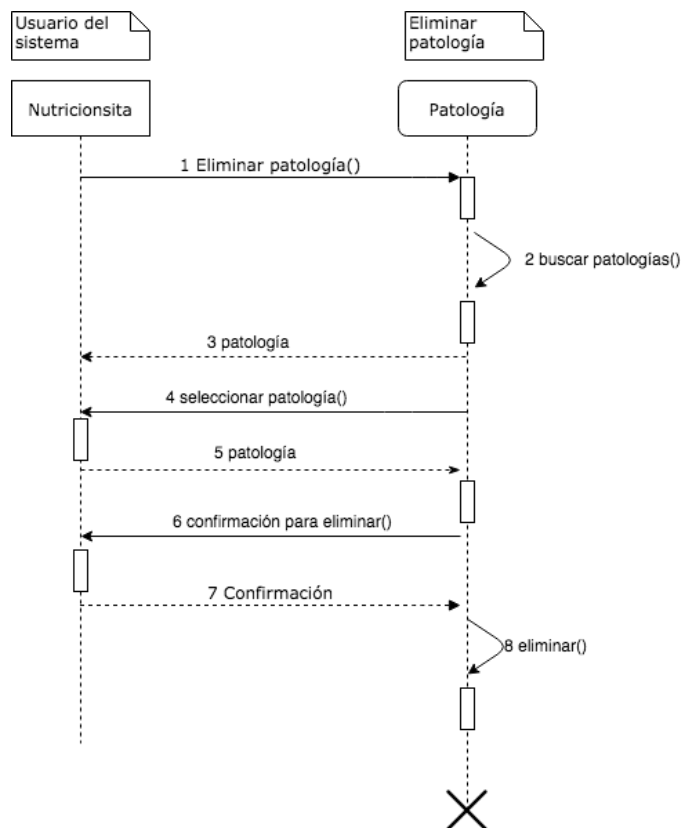 Usuario del
sistema
Eliminar
patología
Nutricionsita
Patología
1 Eliminar patología()
2 buscar patologías()
3 patología
4 seleccionar patología()
5 patología
6 confirmación para eliminar()
7 Confirmación
8 eliminar()